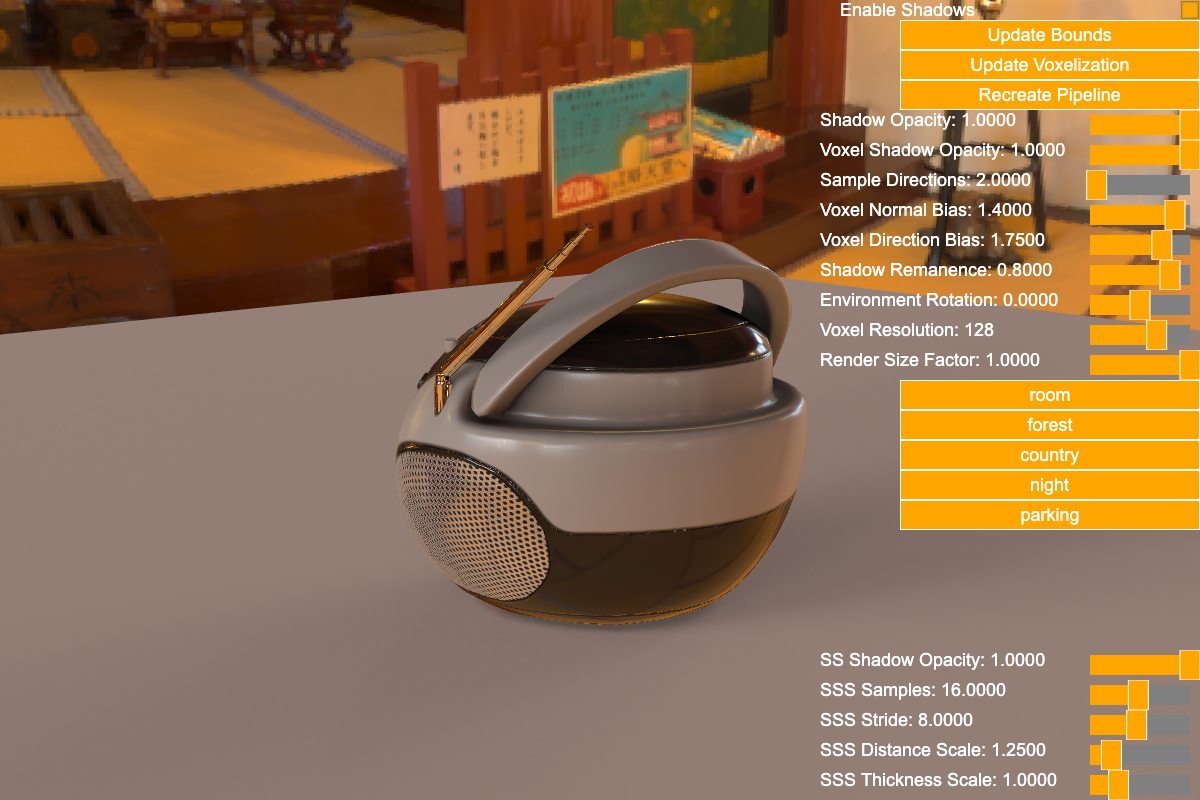 Enable Shadows
Update Bounds
Update Voxelization
Recreate Pipeline
Shadow Opacity: 1.0000
Voxel Shadow Opacity: 1.0000
Sample Directions: 2.0000
Voxel Normal Bias: 1.4000
Voxel Direction Bias: 1.7500
Shadow Remanence: 0.8000
Environment Rotation: 0.0000
Voxel Resolution: 128
Render Size Factor: 1.0000
room
forest
country
night
parking
SS Shadow Opacity: 1.0000
SSS Samples: 16.0000
SSS Stride: 8.0000
SSS Distance Scale: 1.2500
SSS Thickness Scale: 1.0000